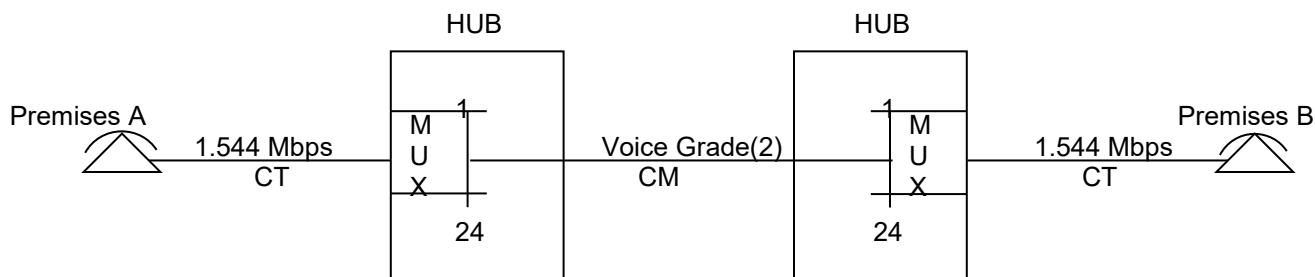 HUB
HUB
Premises A
1
1
Premises B
M
M
1.544 Mbps
U
Voice Grade(2)
U
1.544 Mbps
CT
X
CM
X
CT
24
24